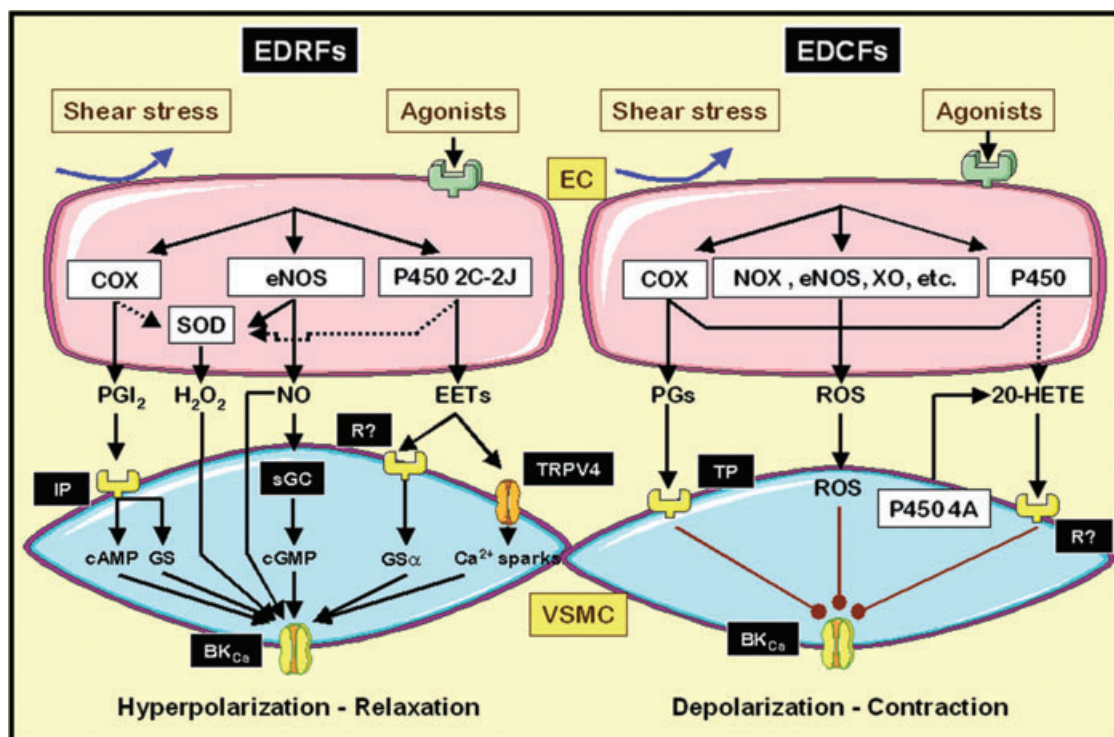 EDRFs
EDCFs
Shear stress
Agonists
Shear stress
Agonists
EC
COX
eNOS
P450 2C-2J
SOD
COX
NOX , eNOS, XO, etc.
P450
PGI₂
H₂O₂
NO
EETs
PGs
ROS
20-HETE
R?
IP
sGC
TRPV4
TP
ROS
P450 4A
R?
cAMP
GS
cGMP
GSα
Ca²⁺ sparks
VSMC
BKCa
BKCa
Hyperpolarization - Relaxation
Depolarization - Contraction